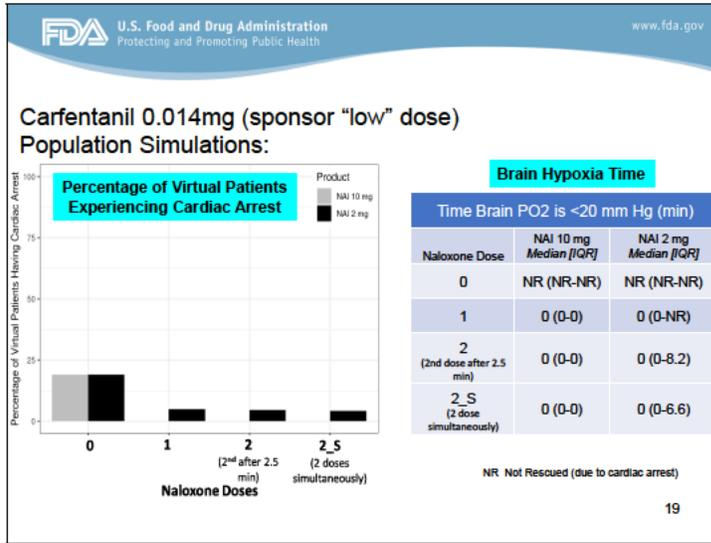 FDA
U.S. Food and Drug Administration
Protecting and Promoting Public Health
www.fda.gov
Carfentanil 0.014mg (sponsor “low” dose)
Population Simulations:
Percentage of Virtual Patients Having Cardiac Arrest
100
75
50
25
0
Percentage of Virtual Patients
Experiencing Cardiac Arrest
Product
NAI 10 mg
NAI 2 mg
0
1
2
(2nd after 2.5
min)
2_S
(2 doses
simultaneously)
Naloxone Doses
Brain Hypoxia Time
Time Brain PO2 is <20 mm Hg (min)
Naloxone Dose
NAI 10 mg
Median [IQR]
NAI 2 mg
Median [IQR]
0
NR (NR-NR)
NR (NR-NR)
1
0 (0-0)
0 (0-NR)
2
(2nd dose after 2.5
min)
0 (0-0)
0 (0-8.2)
2_S
(2 dose
simultaneously)
0 (0-0)
0 (0-6.6)
NR Not Rescued (due to cardiac arrest)
19